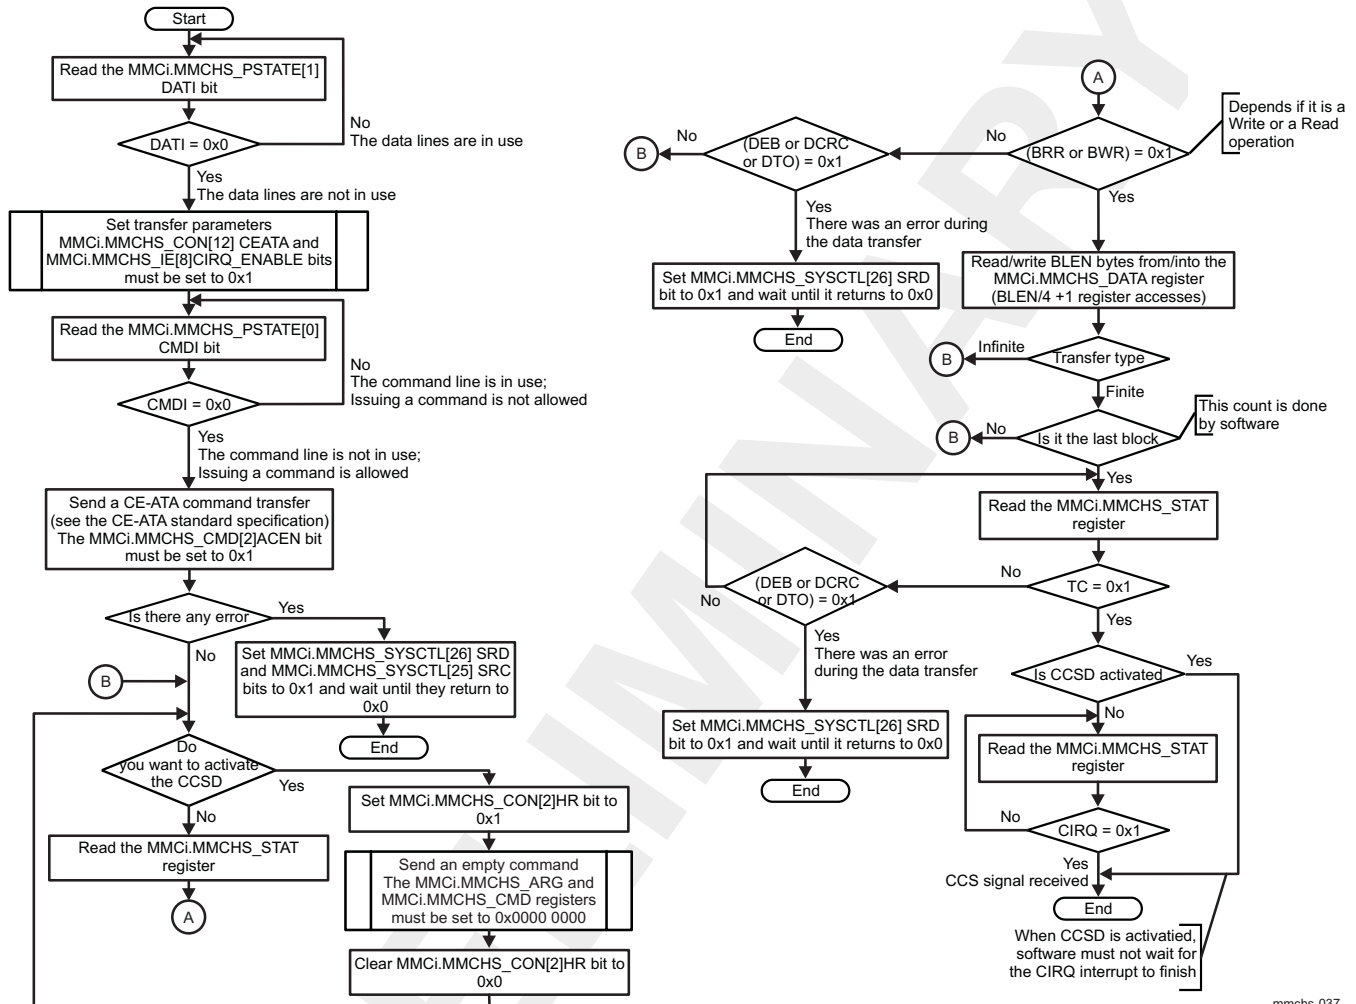 Start
Read the MMCi.MMCHS_PSTATE[1]
DATI bit
No
The data lines are in use
DATI = 0x0
Yes
The data lines are not in use
Set transfer parameters
MMCi.MMCHS_CON[12] CEATA and
MMCi.MMCHS_IE[8]CIRQ_ENABLE bits
must be set to 0x1
Read the MMCi.MMCHS_PSTATE[0]
CMDI bit
No
The command line is in use;
Issuing a command is not allowed
CMDI = 0x0
Yes
The command line is not in use;
Issuing a command is allowed
Send a CE-ATA command transfer
(see the CE-ATA standard specification)
The MMCi.MMCHS_CMD[2]ACEN bit
must be set to 0x1
Is there any error
Yes
No
Set MMCi.MMCHS_SYSCTL[26] SRD
and MMCi.MMCHS_SYSCTL[25] SRC
bits to 0x1 and wait until they return to
0x0
End
B
Do
you want to activate
the CCSD
Yes
No
Read the MMCi.MMCHS_STAT
register
A
Set MMCi.MMCHS_CON[2]HR bit to
0x1
Send an empty command
The MMCi.MMCHS_ARG and
MMCi.MMCHS_CMD registers
must be set to 0x0000 0000
Clear MMCi.MMCHS_CON[2]HR bit to
0x0
A
Depends if it is a
Write or a Read
operation
(BRR or BWR) = 0x1
No
(DEB or DCRC
or DTO) = 0x1
No
B
Yes
There was an error during
the data transfer
Set MMCi.MMCHS_SYSCTL[26] SRD
bit to 0x1 and wait until it returns to 0x0
End
Yes
Read/write BLEN bytes from/into the
MMCi.MMCHS_DATA register
(BLEN/4 +1 register accesses)
Transfer type
Infinite
B
Finite
This count is done
by software
Is it the last block
No
B
Yes
Read the MMCi.MMCHS_STAT
register
TC = 0x1
No
(DEB or DCRC
or DTO) = 0x1
No
Yes
There was an error
during the data transfer
Set MMCi.MMCHS_SYSCTL[26] SRD
bit to 0x1 and wait until it returns to 0x0
End
Yes
Is CCSD activated
Yes
No
Read the MMCi.MMCHS_STAT
register
CIRQ = 0x1
No
Yes
CCS signal received
End
When CCSD is activatied,
software must not wait for
the CIRQ interrupt to finish
mmchs-037
ELIMINARY